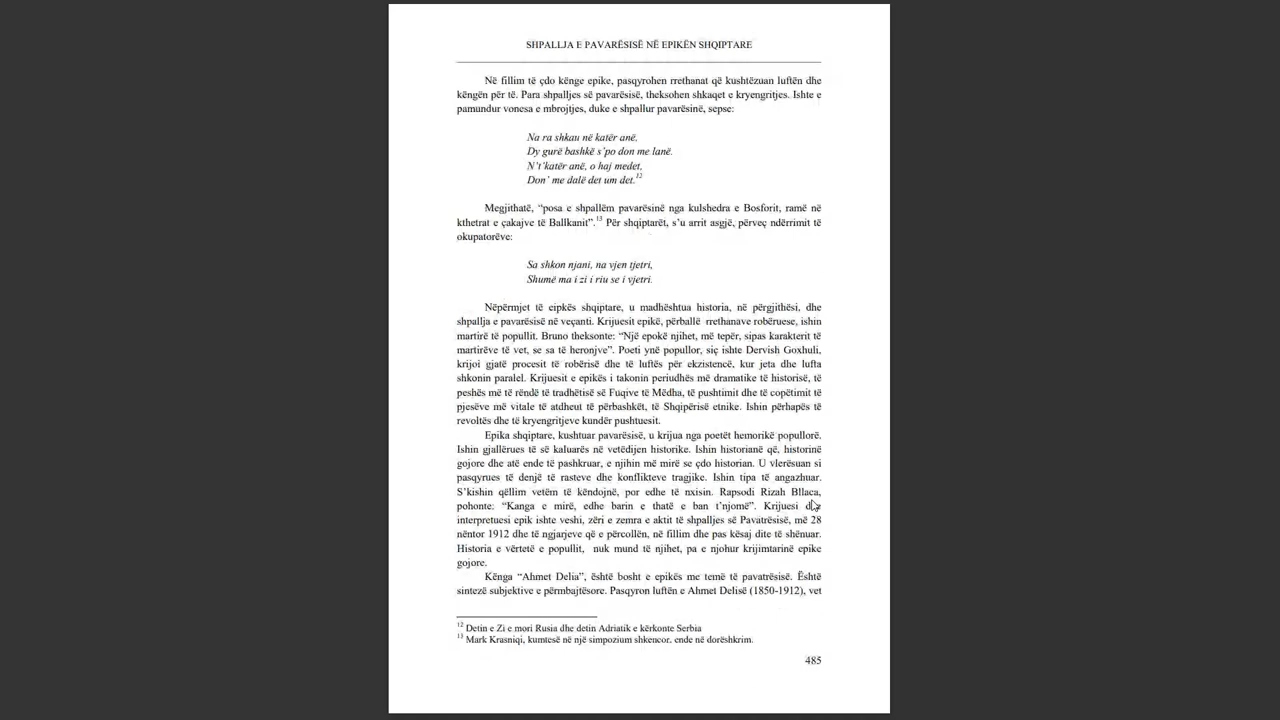 SHPALLJA E PAVARËSISË NË EPIKËN SHQIPTARE
Në fillim të çdo kënge epike, pasqyrohen rrethanat që kushtëzuan luftën dhe
këngën për të. Para shpalljes së pavarësisë, theksohen shkaqet e kryengritjes. Ishte e
pamundur vonesa e mbrojtjes, duke e shpallur pavarësinë, sepse:
Na ra shkau në katër anë,
Dy gurë bashkë s’po don me lanë.
N’t’katër anë, o haj medet,
Don’ me dalë det um det.12
Megjithatë, “posa e shpallëm pavarësinë nga kulshedra e Bosforit, ramë në
kthetrat e çakajve të Ballkanit”.13 Për shqiptarët, s’u arrit asgjë, përveç ndërrimit të
okupatorëve:
Sa shkon njani, na vjen tjetri,
Shumë ma i zi i riu se i vjetri.
Nëpërmjet të eipkës shqiptare, u madhështua historia, në përgjithësi, dhe
shpallja e pavarësisë në veçanti. Krijuesit epikë, përballë rrethanave robëruese, ishin
martirë të popullit. Bruno theksonte: “Një epokë njihet, më tepër, sipas karakterit të
martirëve të vet, se sa të heronjve”. Poeti ynë popullor, siç ishte Dervish Goxhuli,
krijoi gjatë procesit të robërisë dhe të luftës për ekzistencë, kur jeta dhe lufta
shkonin paralel. Krijuesit e epikës i takonin periudhës më dramatike të historisë, të
peshës më të rëndë të tradhëtisë së Fuqive të Mëdha, të pushtimit dhe të copëtimit të
pjesëve më vitale të atdheut të përbashkët, të Shqipërisë etnike. Ishin përhapës të
revoltës dhe të kryengritjeve kundër pushtuesit.
Epika shqiptare, kushtuar pavarësisë, u krijua nga poetët hemorikë popullorë.
Ishin gjallërues të së kaluarës në vetëdijen historike. Ishin historianë që, historinë
gojore dhe atë ende të pashkruar, e njihin më mirë se çdo historian. U vlerësuan si
pasqyrues të denjë të rasteve dhe konflikteve tragjike. Ishin tipa të angazhuar.
S’kishin qëllim vetëm të këndojnë, por edhe të nxisin. Rapsodi Rizah Bllaca,
pohonte: “Kanga e mirë, edhe barin e thatë e ban t’njomë”. Krijuesi dhe
interpretuesi epik ishte veshi, zëri e zemra e aktit të shpalljes së Pavatrësisë, më 28
nëntor 1912 dhe të ngjarjeve që e përcollën, në fillim dhe pas kësaj dite të shënuar.
Historia e vërtetë e popullit, nuk mund të njihet, pa e njohur krijimtarinë epike
gojore.
Kënga “Ahmet Delia”, është bosht e epikës me temë të pavatrësisë. Është
sintezë subjektive e përmbajtësore. Pasqyron luftën e Ahmet Delisë (1850-1912), vet
12 Detin e Zi e mori Rusia dhe detin Adriatik e kërkonte Serbia
13 Mark Krasniqi, kumtesë në një simpozium shkencor, ende në dorëshkrim.
485